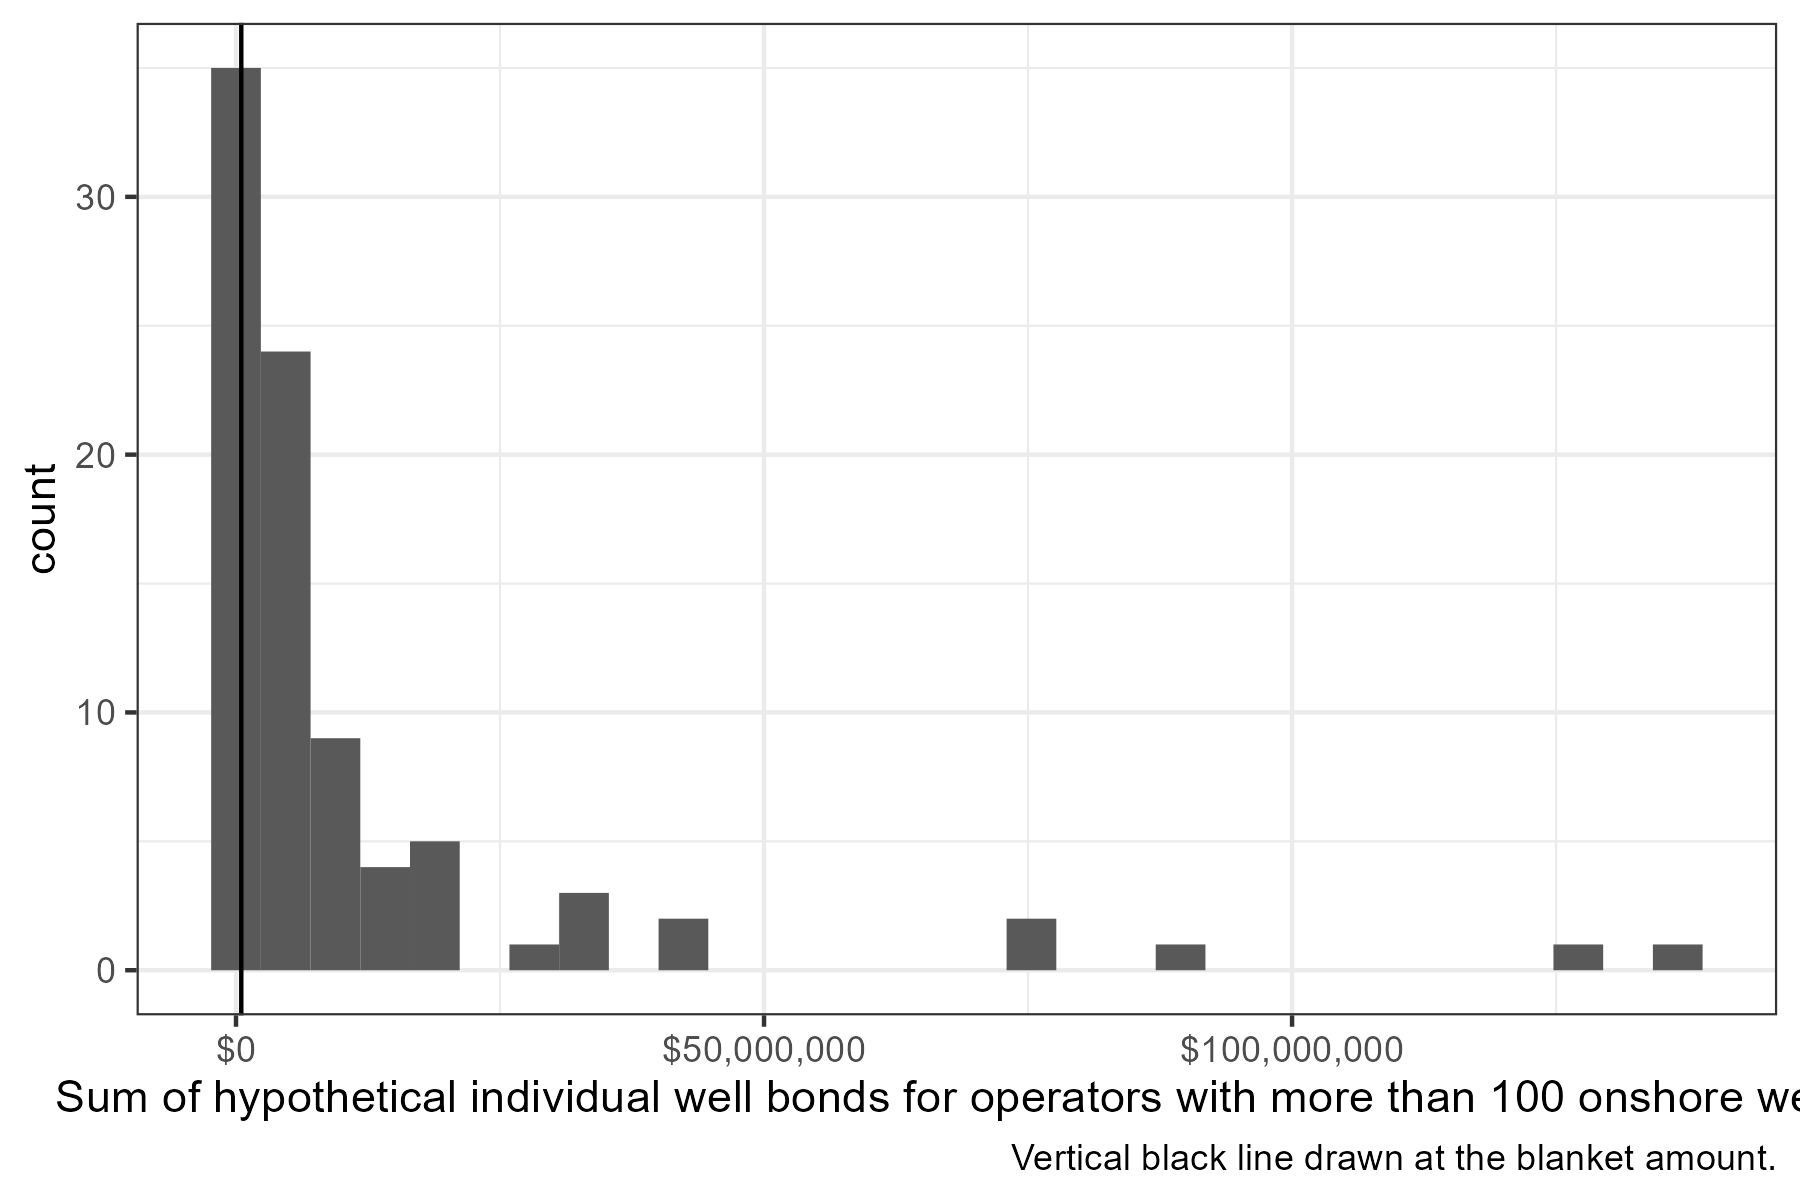 30
20
10
0
count
$0
$50,000,000
$100,000,000
Sum of hypothetical individual well bonds for operators with more than 100 onshore
Vertical black line drawn at the blanket amount.